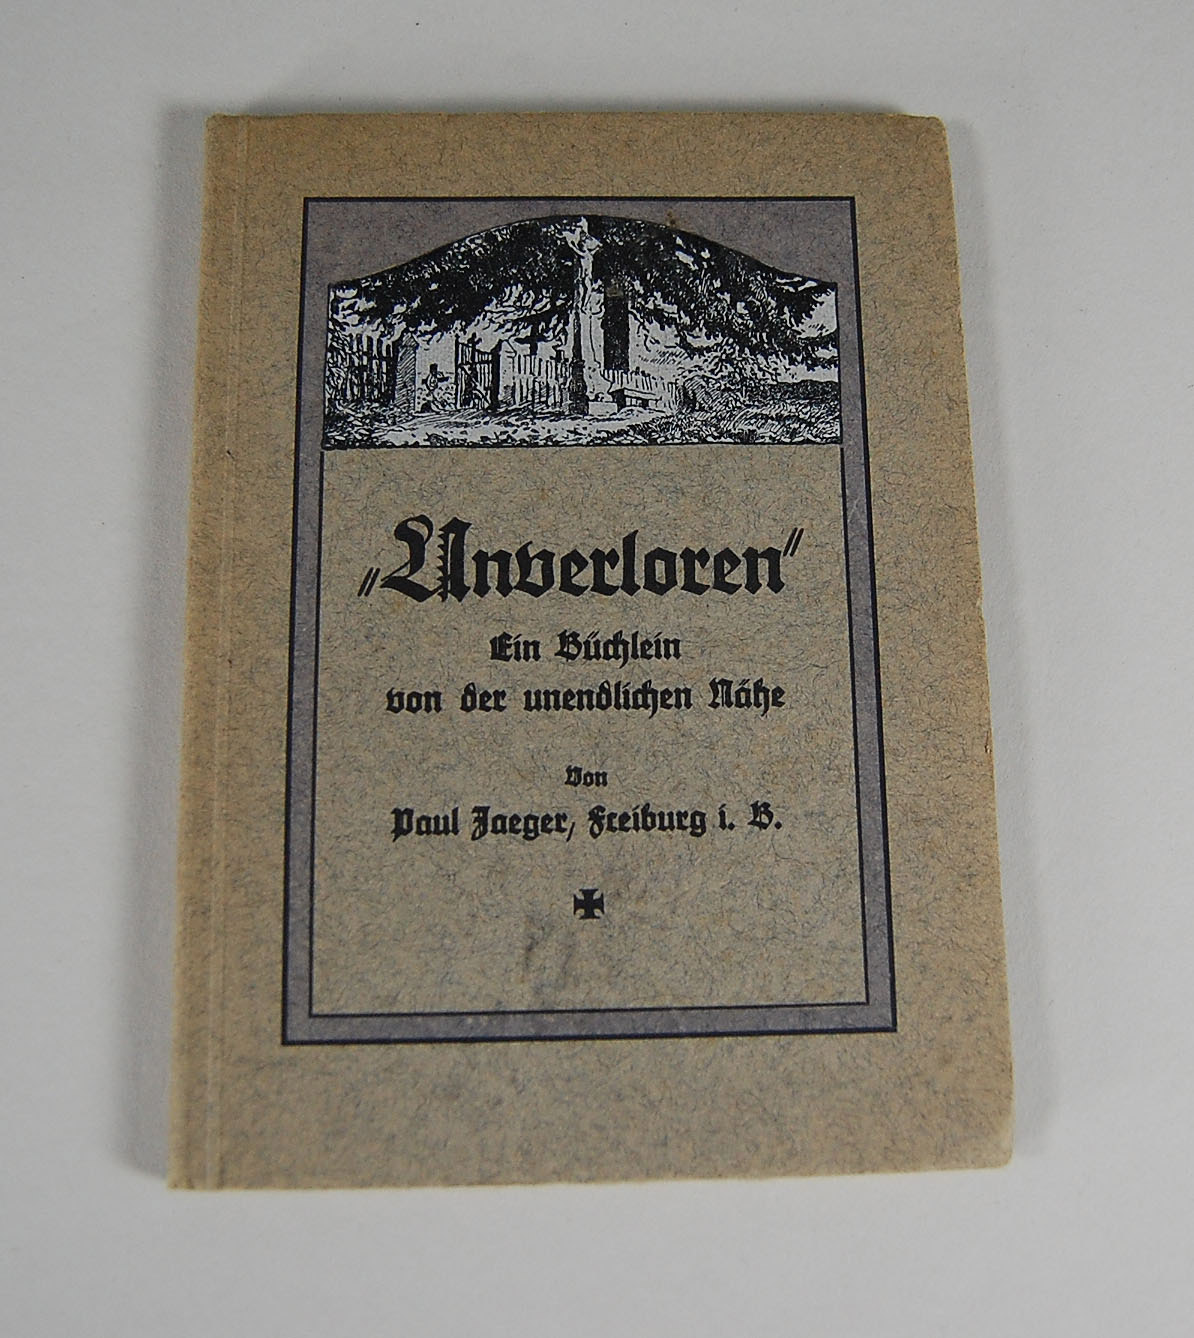 „Unverloren“
Ein Büchlein
von der unendlichen Nähe
Von
Paul Jaeger, Freiburg i. B.